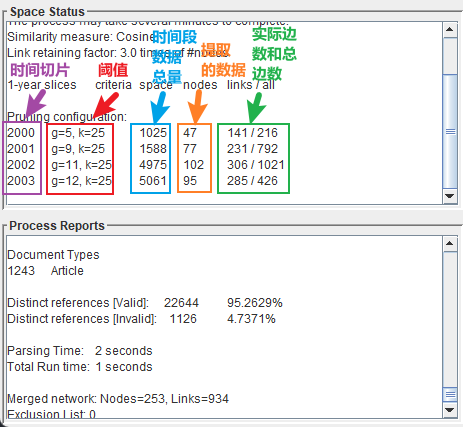 Space Status
The process may take several minutes to complete.
Similarity measure: Cosine
Link retaining factor: 3.0 times of #nodes
时间段
数据
总量
提取
的数据
实际边
数和总
边数
时间切片
阈值
1-year slices criteria space nodes links / all
Pruning configuration:
2000 g=5, k=25 1025 47 141 / 216
2001 g=9, k=25 1588 77 231 / 792
2002 g=11, k=25 4975 102 306 / 1021
2003 g=12, k=25 5061 95 285 / 426
Process Reports
Document Types
1243 Article
Distinct references [Valid]: 22644 95.2629%
Distinct references [Invalid]: 1126 4.7371%
Parsing Time: 2 seconds
Total Run time: 1 seconds
Merged network: Nodes=253, Links=934
Exclusion List: 0